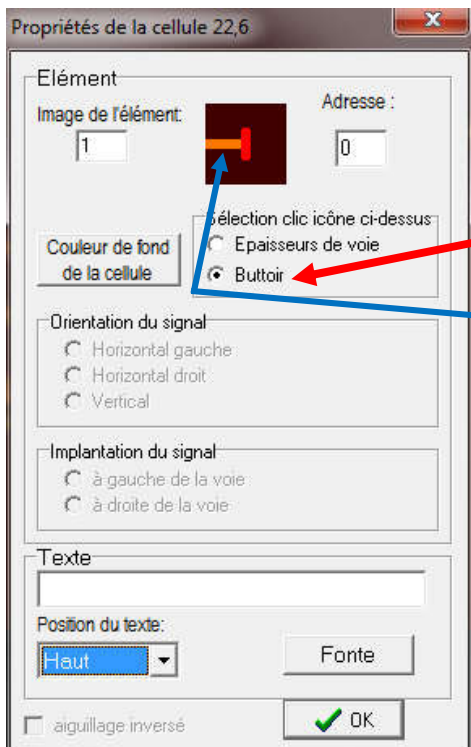 Propriétés de la cellule 22,6
Elément
Image de l'élément:
Adresse :
1
0
Sélection clic icône ci-dessus
Couleur de fond
de la cellule
Epaisseurs de voie
Buttoir
Orientation du signal
Horizontal gauche
Horizontal droit
Vertical
Implantation du signal
à gauche de la voie
à droite de la voie
Texte
Position du texte:
Haut
Fonte
aiguillage inversé
OK